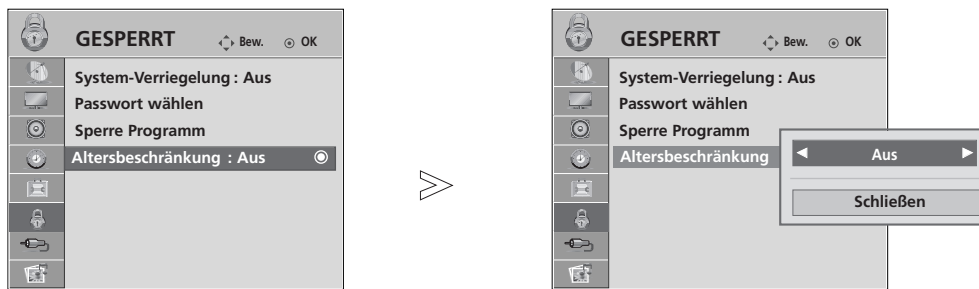 GESPERRT Bew. OK
System-Verriegelung : Aus
Passwort wählen
Sperre Programm
Altersbeschränkung : Aus
GESPERRT Bew. OK
System-Verriegelung : Aus
Passwort wählen
Sperre Programm
Altersbeschränkung
Aus
Schließen